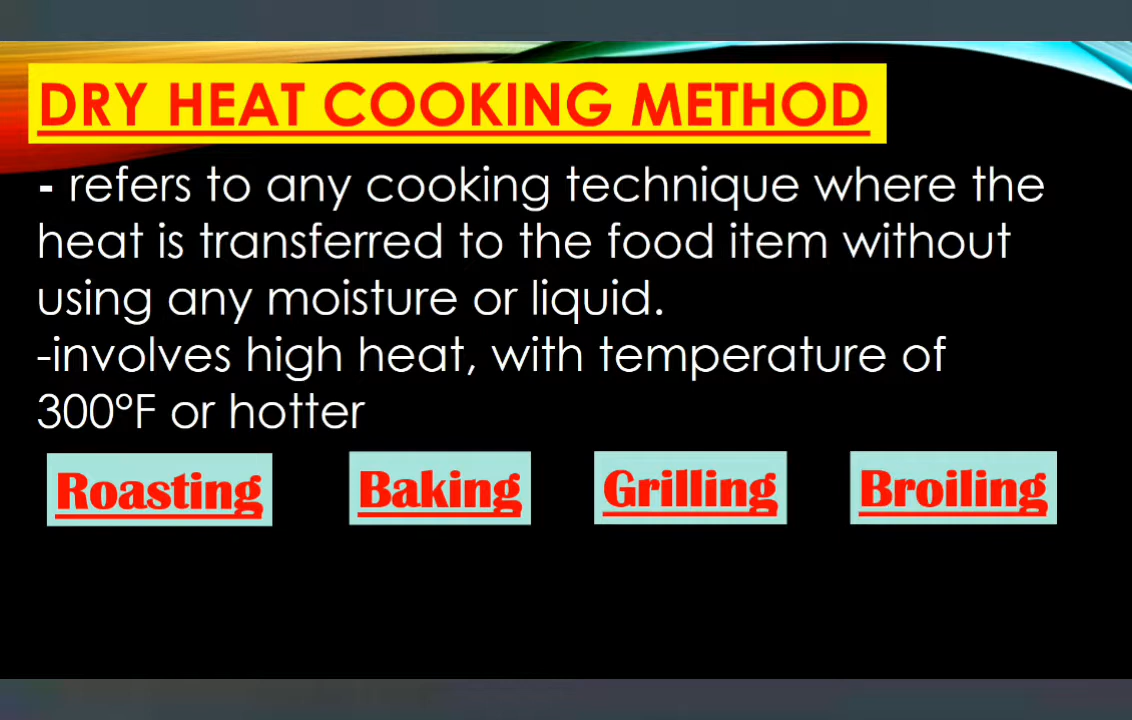 DRY HEAT COOKING METHOD
- refers to any cooking technique where the
heat is transferred to the food item without
using any moisture or liquid.
-involves high heat, with temperature of
300°F or hotter
Roasting Baking Grilling Broiling